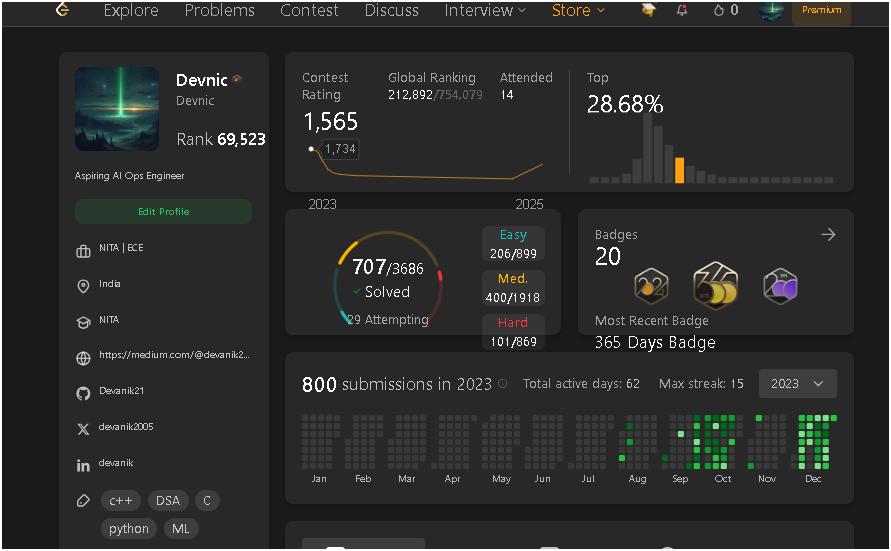 Explore Problems Contest Discuss Interview Store 0 Premium
Devnic
Devnic
Rank 69,523
Aspiring AI Ops Engineer
Edit Profile
NITA | ECE
India
NITA
https://medium.com/@devanik2...
Devanik21
devanik2005
devanik
c++ DSA C
python ML
Contest Rating
1,565
Global Ranking
212,892/754,079
Attended
14
1,734
2023 2025
Top
28.68%
707/3686
Solved
29 Attempting
Easy
206/899
Med.
400/1918
Hard
101/869
Badges
20
Most Recent Badge
365 Days Badge
800 submissions in 2023 Total active days: 62 Max streak: 15 2023
Jan Feb Mar Apr May Jun Jul Aug Sep Oct Nov Dec